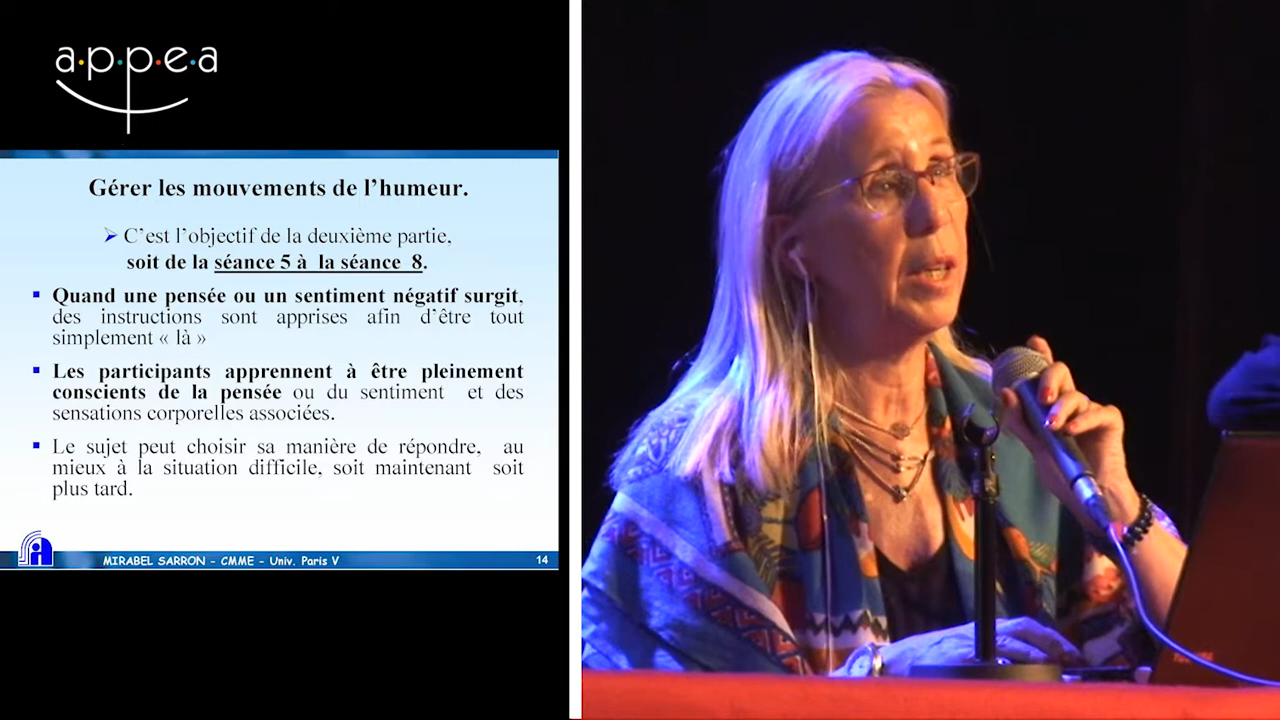 a·p·p·e·a
Gérer les mouvements de l’humeur.
C’est l’objectif de la deuxième partie,
soit de la séance 5 à la séance 8.
Quand une pensée ou un sentiment négatif surgit,
des instructions sont apprises afin d’être tout
simplement « là »
Les participants apprennent à être pleinement
conscients de la pensée ou du sentiment et des
sensations corporelles associées.
Le sujet peut choisir sa manière de répondre, au
mieux à la situation difficile, soit maintenant soit
plus tard.
MIRABEL SARRON – CMME – Univ. Paris V
14